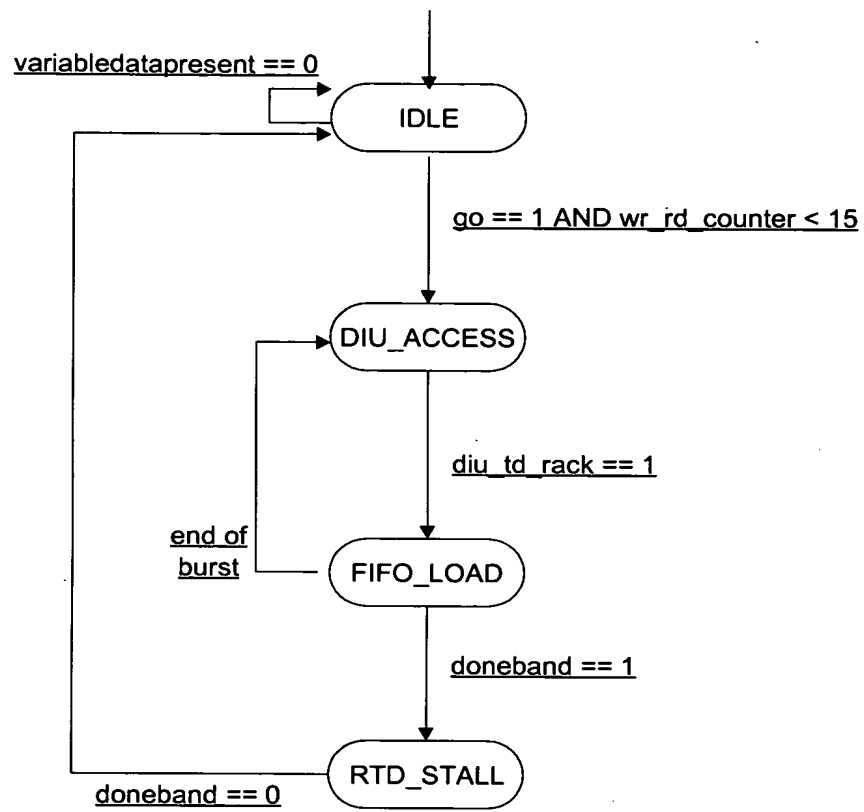 variabledatapresent == 0
IDLE
go == 1 AND wr_rd_counter < 15
DIU_ACCESS
diu_td_rack == 1
end of
burst
FIFO_LOAD
doneband == 1
RTD_STALL
doneband == 0